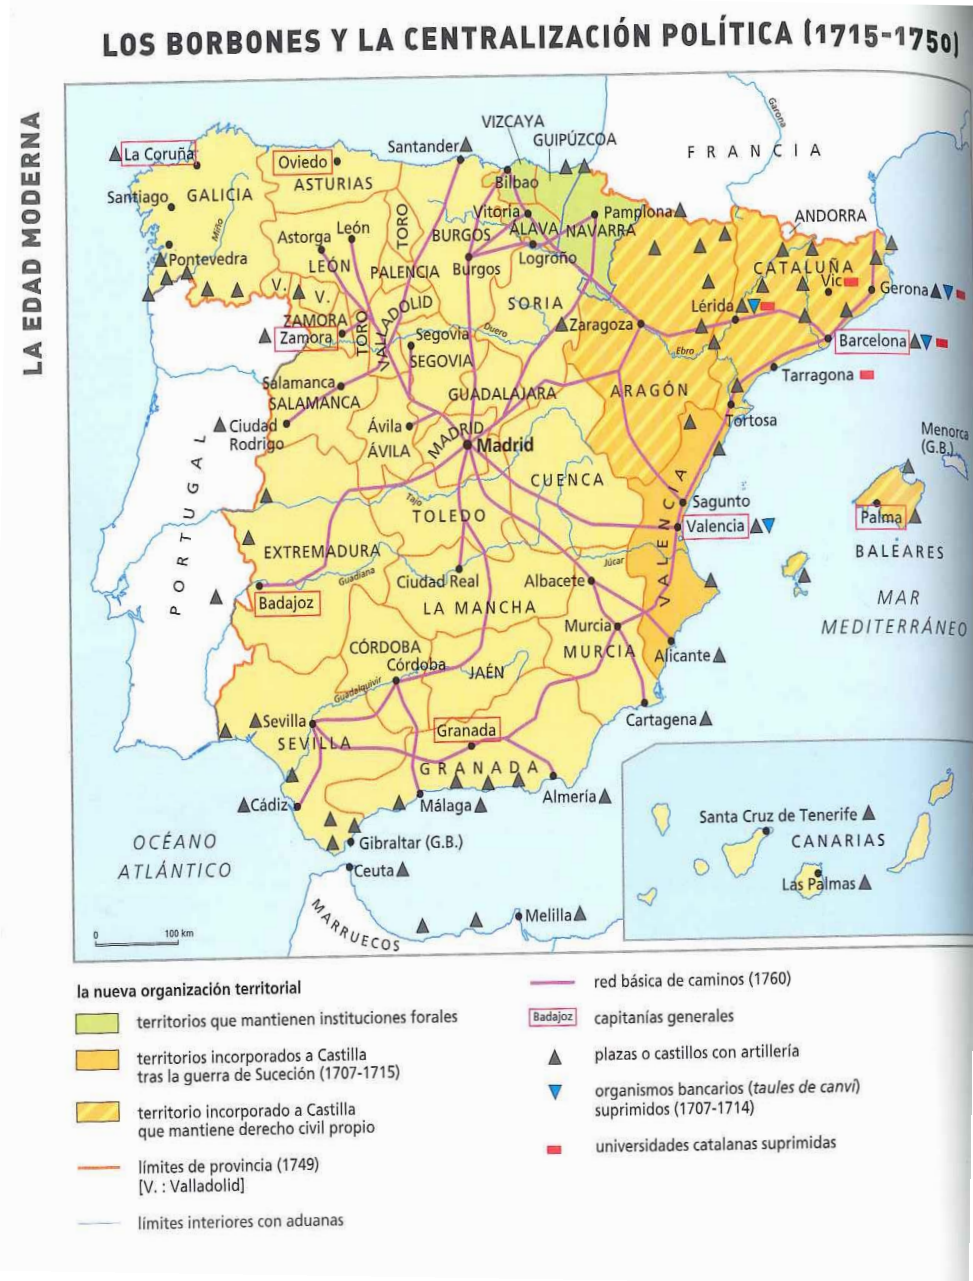 LOS BORBONES Y LA CENTRALIZACIÓN POLÍTICA (1715-1750)
LA EDAD MODERNA
VIZCAYA
GUIPÚZCOA
Garona
FRANCIA
La Coruña
Oviedo
Santander
ASTURIAS
Bilbao
Santiago
GALICIA
Miño
TORO
Vitoria
ÁLAVA
NAVARRA
Pamplona
ANDORRA
León
Astorga
BURGOS
Logroño
Pontevedra
LEÓN
PALENCIA
Burgos
CATALUÑA
Vic
Gerona
V.
V.
VALLADOLID
SORIA
Lérida
ZAMORA
TORO
Zamora
Segovia
Duero
Zaragoza
Barcelona
SEGOVIA
Ebro
Tarragona
Salamanca
SALAMANCA
GUADALAJARA
ARAGÓN
Ciudad
Rodrigo
Ávila
ÁVILA
MADRID
Madrid
Tortosa
Menorca
(G.B.)
PORTUGAL
CUENCA
Tajo
TOLEDO
VALENCIA
Sagunto
Valencia
Palma
BALEARES
EXTREMADURA
Guadiana
Ciudad Real
Albacete
Júcar
Badajoz
LA MANCHA
MAR
MEDITERRÁNEO
Murcia
MURCIA
Alicante
CÓRDOBA
Córdoba
JAÉN
Guadalquivir
Cartagena
Sevilla
SEVILLA
Granada
GRANADA
Cádiz
Málaga
Almería
OCÉANO
ATLÁNTICO
Gibraltar (G.B.)
Ceuta
MARRUECOS
Melilla
Santa Cruz de Tenerife
CANARIAS
Las Palmas
0
100 km
la nueva organización territorial
territorios que mantienen instituciones forales
territorios incorporados a Castilla
tras la guerra de Suceción (1707-1715)
territorio incorporado a Castilla
que mantiene derecho civil propio
límites de provincia (1749)
[V. : Valladolid]
límites interiores con aduanas
red básica de caminos (1760)
Badajoz
capitanías generales
plazas o castillos con artillería
organismos bancarios (taules de canvi)
suprimidos (1707-1714)
universidades catalanas suprimidas